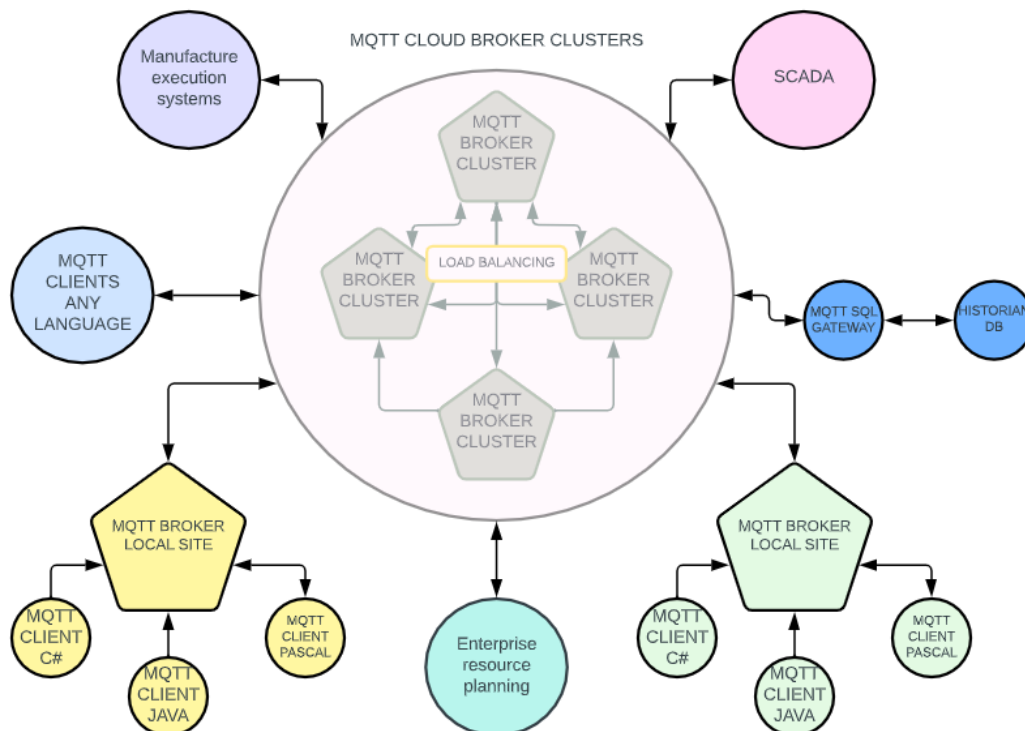 MQTT CLOUD BROKER CLUSTERS
Manufacture
execution
systems
SCADA
MQTT
BROKER
CLUSTER
MQTT
BROKER
CLUSTER
LOAD BALANCING
MQTT
BROKER
CLUSTER
MQTT
CLIENTS
ANY
LANGUAGE
MQTT SQL
GATEWAY
HISTORIAN
DB
MQTT
BROKER
CLUSTER
MQTT BROKER
LOCAL SITE
MQTT BROKER
LOCAL SITE
MQTT
CLIENT
C#
MQTT
CLIENT
JAVA
MQTT
CLIENT
PASCAL
Enterprise
resource
planning
MQTT
CLIENT
C#
MQTT
CLIENT
JAVA
MQTT
CLIENT
PASCAL